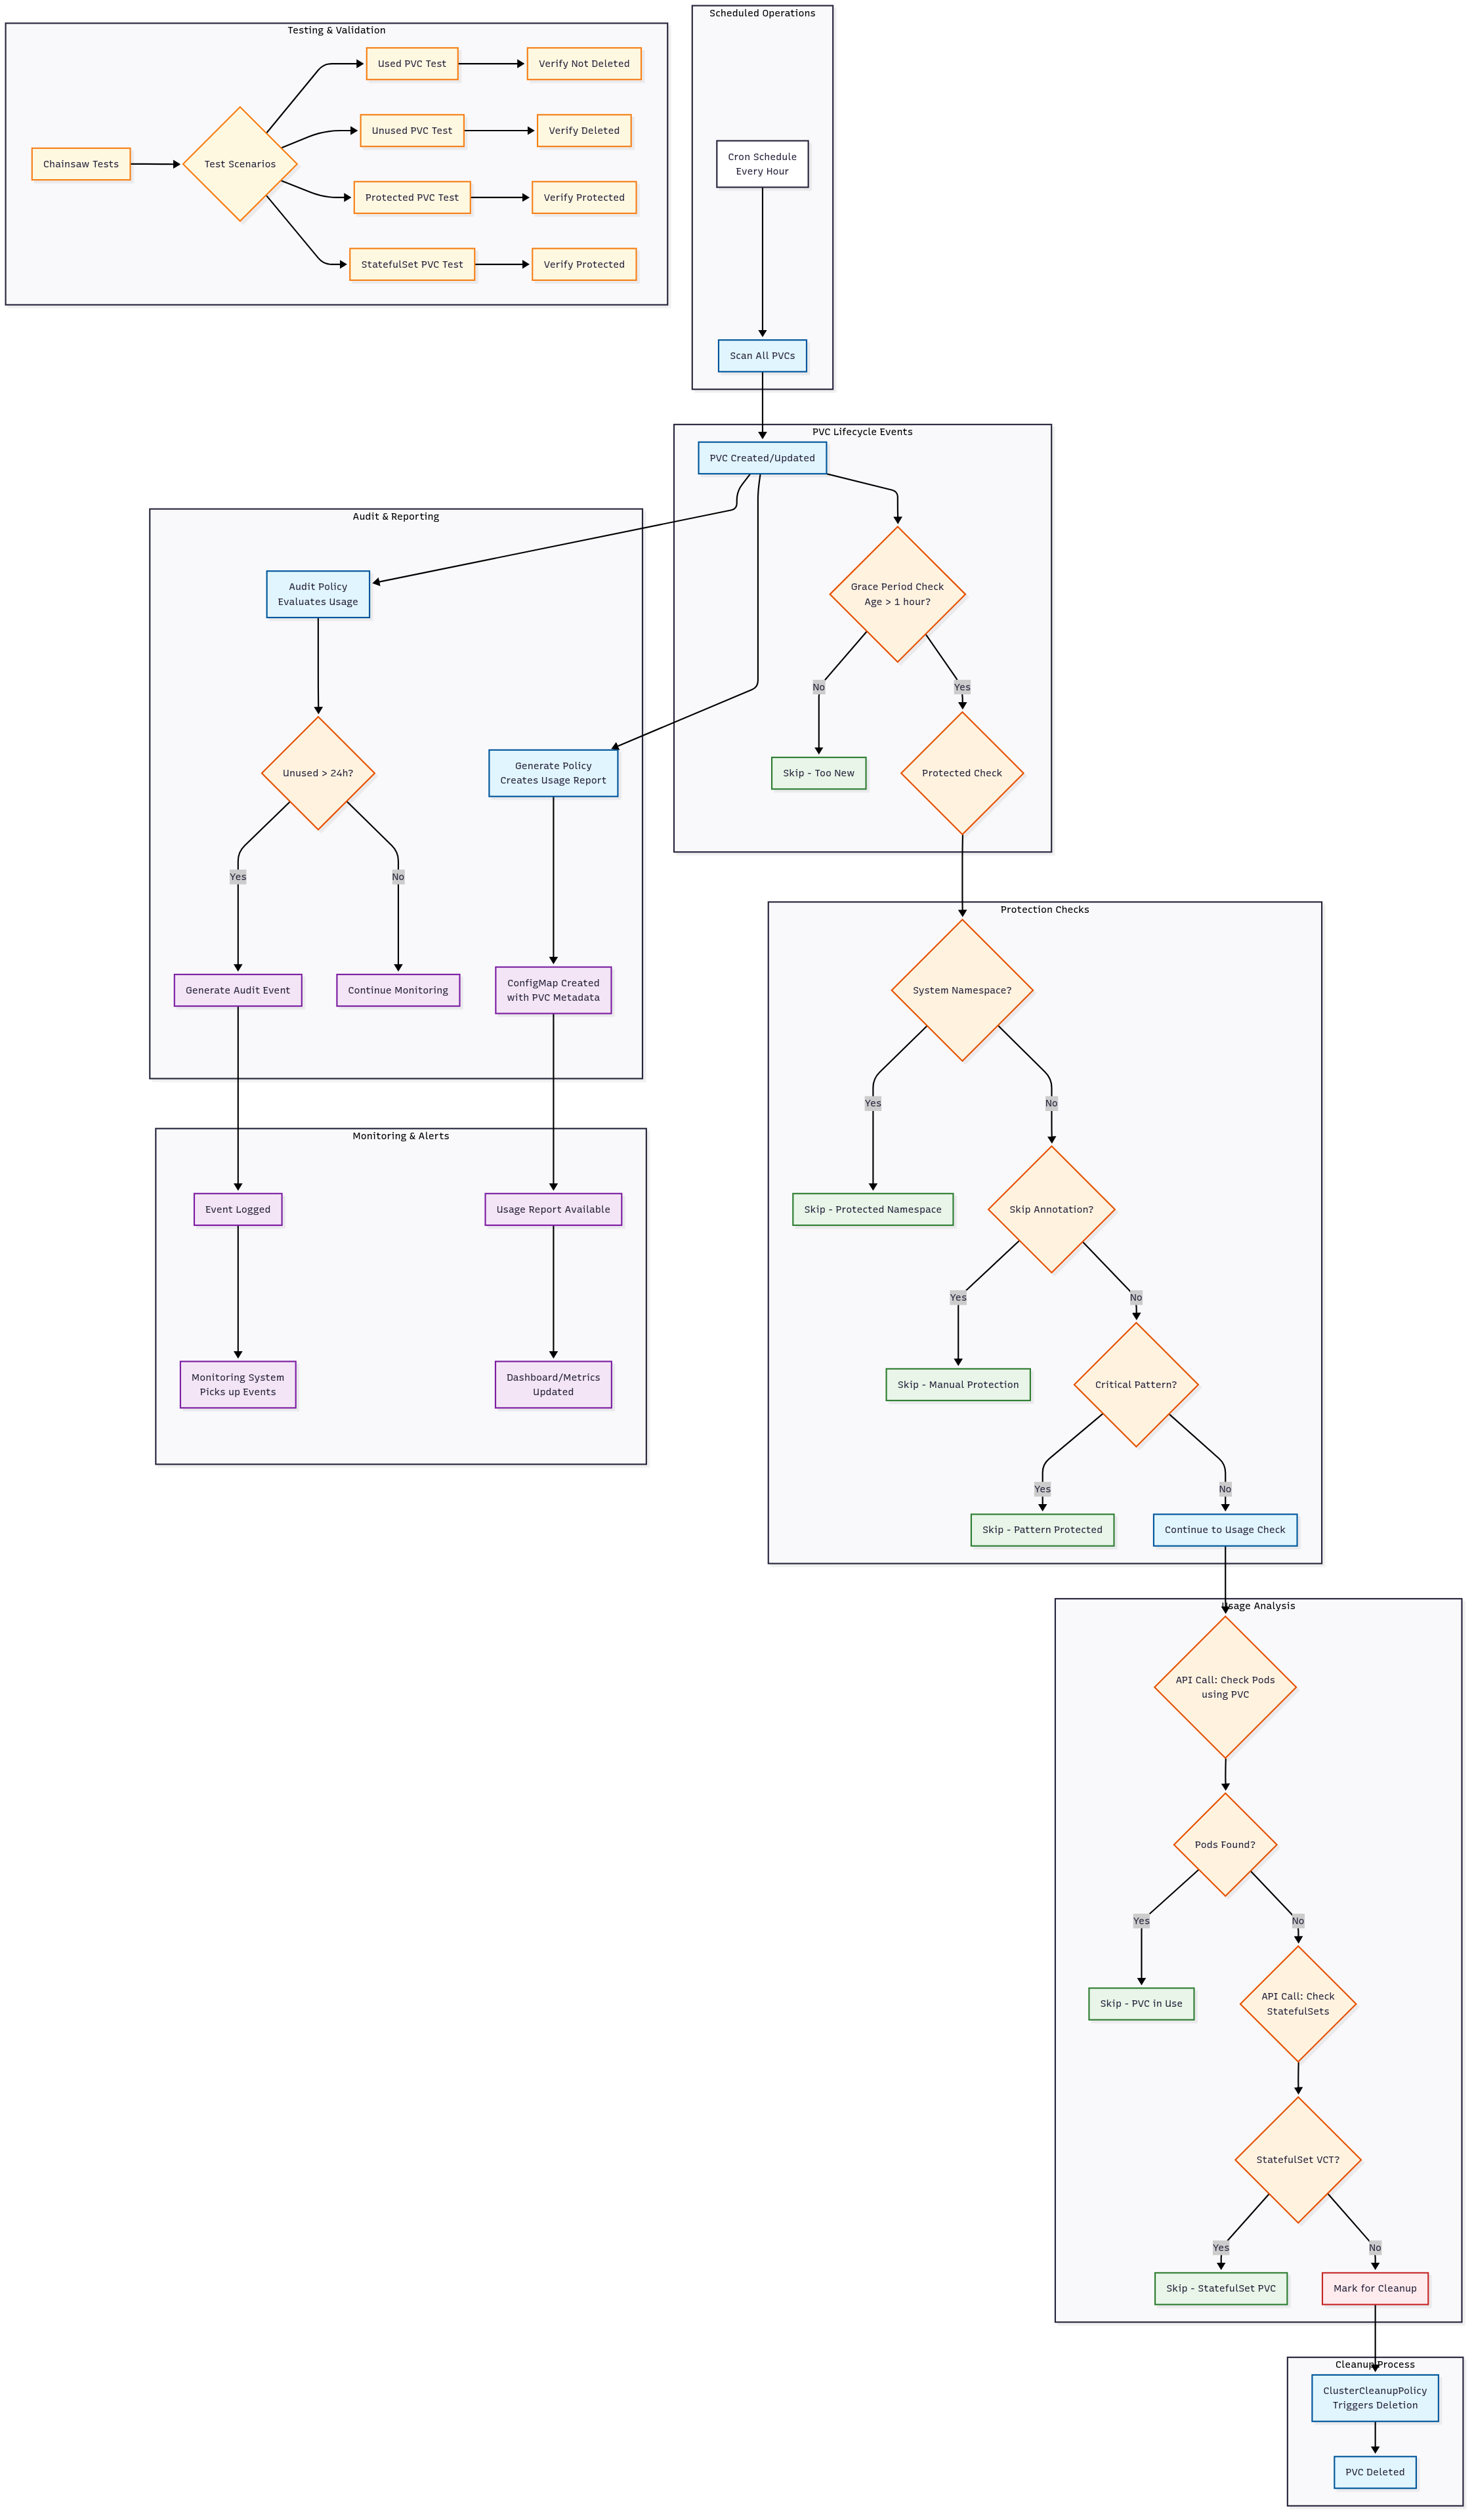 Testing & Validation
Chainsaw Tests
Test Scenarios
Used PVC Test
Verify Not Deleted
Unused PVC Test
Verify Deleted
Protected PVC Test
Verify Protected
StatefulSet PVC Test
Verify Protected
Scheduled Operations
Cron Schedule
Every Hour
Scan All PVCs
PVC Lifecycle Events
PVC Created/Updated
Grace Period Check
Age > 1 hour?
No
Yes
Skip - Too New
Protected Check
Audit & Reporting
Audit Policy
Evaluates Usage
Unused > 24h?
Generate Policy
Creates Usage Report
Yes
No
Generate Audit Event
Continue Monitoring
ConfigMap Created
with PVC Metadata
Monitoring & Alerts
Event Logged
Usage Report Available
Monitoring System
Picks up Events
Dashboard/Metrics
Updated
Protection Checks
System Namespace?
Yes
No
Skip - Protected Namespace
Skip Annotation?
Yes
No
Skip - Manual Protection
Critical Pattern?
Yes
No
Skip - Pattern Protected
Continue to Usage Check
Usage Analysis
API Call: Check Pods
using PVC
Pods Found?
Yes
No
Skip - PVC in Use
API Call: Check
StatefulSets
StatefulSet VCT?
Yes
No
Skip - StatefulSet PVC
Mark for Cleanup
Cleanup Process
ClusterCleanupPolicy
Triggers Deletion
PVC Deleted